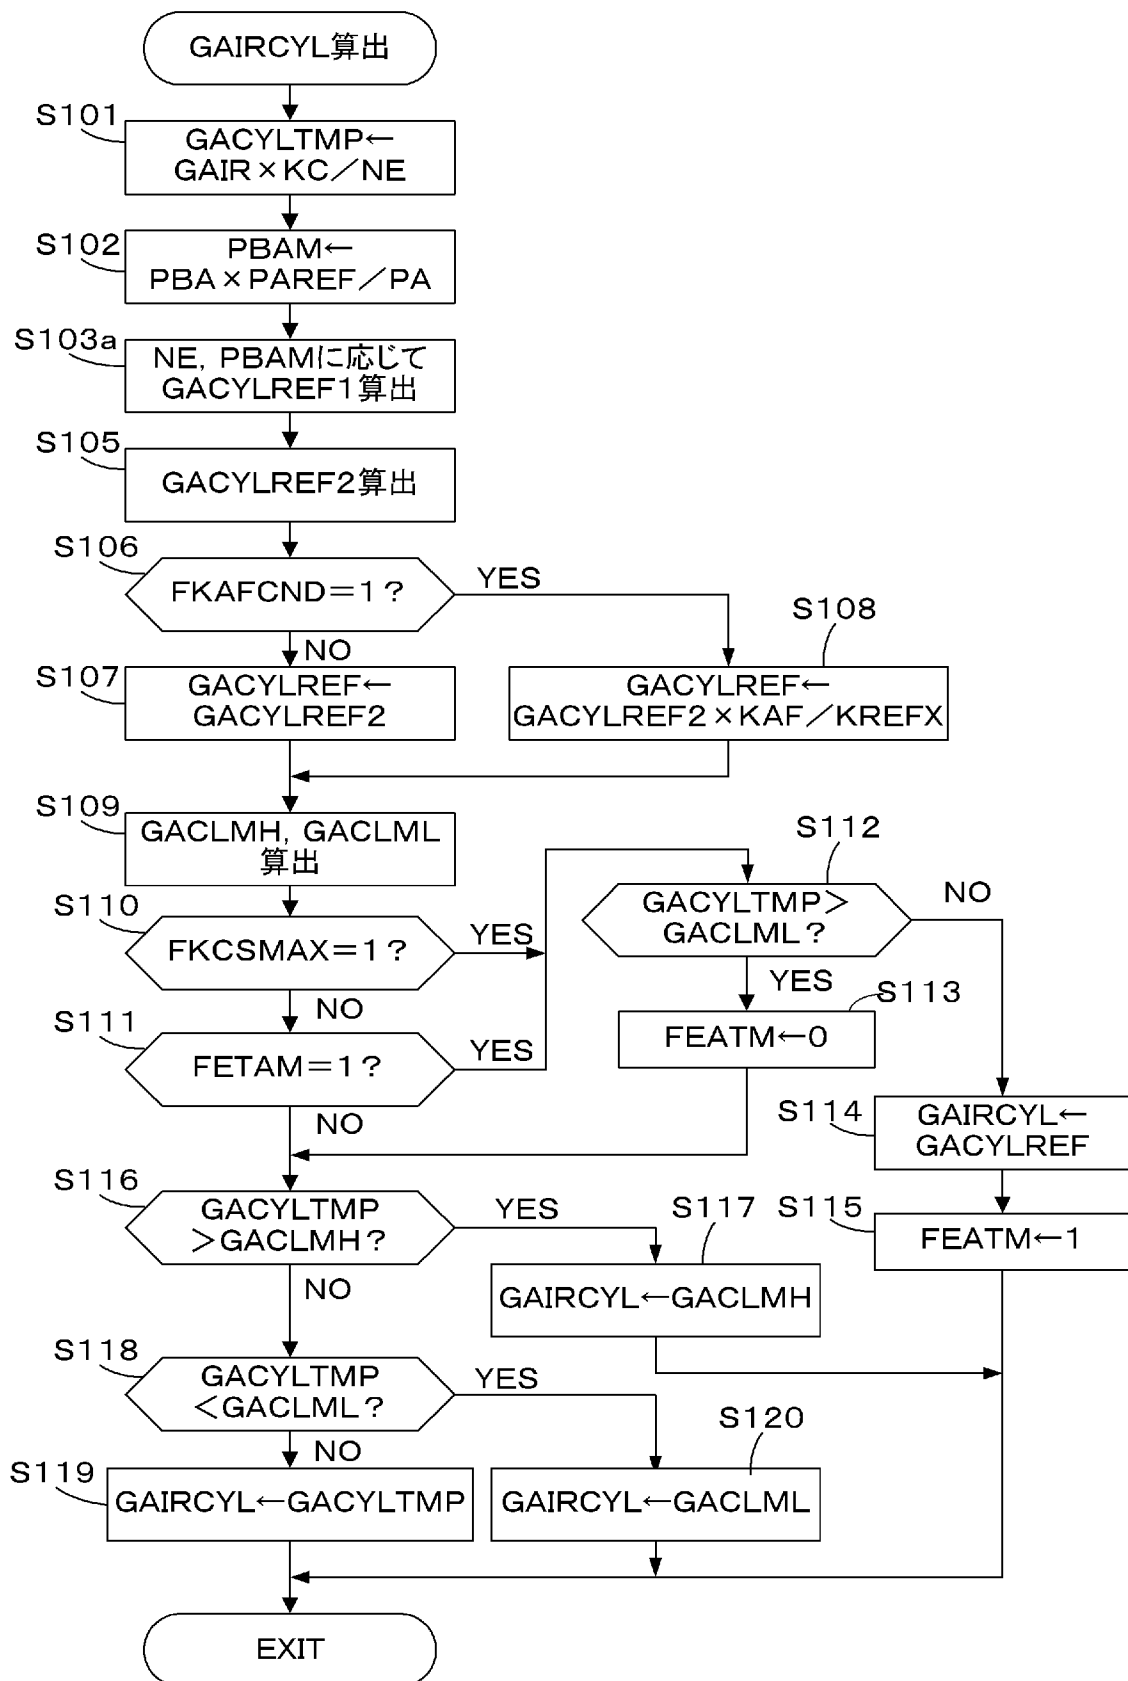 GAIRCYL算出
S101
GACYLTMP←
GAIR×KC/NE
S102
PBAM←
PBA×PAREF/PA
S103a
NE, PBAMに応じて
GACYLREF1算出
S105
GACYLREF2算出
S106
FKAFCND=1?
YES
NO
S107
GACYLREF←
GACYLREF2
S108
GACYLREF←
GACYLREF2×KAF/KREFX
S109
GACLMH, GACLML
算出
S110
FKCSMAX=1?
YES
NO
S111
FETAM=1?
YES
NO
S112
GACYLTMP>
GACLML?
NO
YES
S113
FEATM←0
S114
GAIRCYL←
GACYLREF
S115
FEATM←1
S116
GACYLTMP
>GACLMH?
YES
NO
S117
GAIRCYL←GACLMH
S118
GACYLTMP
<GACLML?
YES
NO
S119
GAIRCYL←GACYLTMP
S120
GAIRCYL←GACLML
EXIT